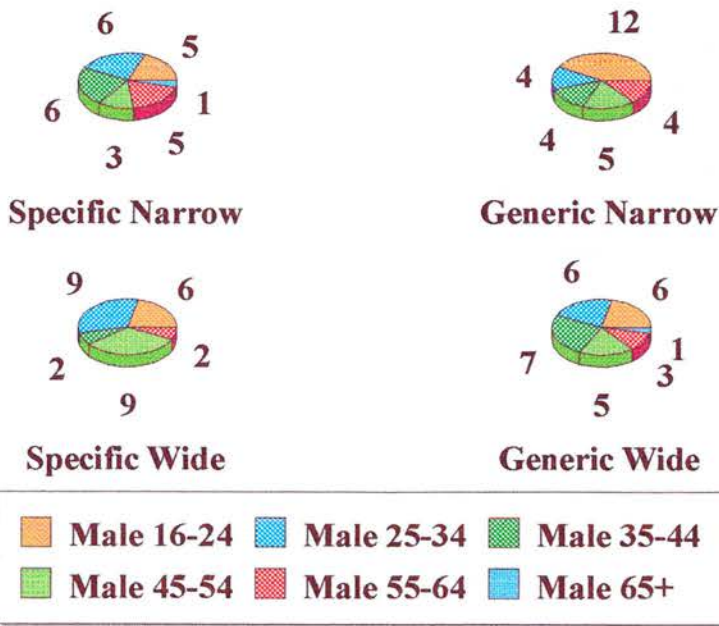 6 5 12
4
6 1 4 4
3 5 5
Specific Narrow Generic Narrow
9 6 6 6
2 2 7 1
3
9 5
Specific Wide Generic Wide
Male 16-24 Male 25-34 Male 35-44
Male 45-54 Male 55-64 Male 65+